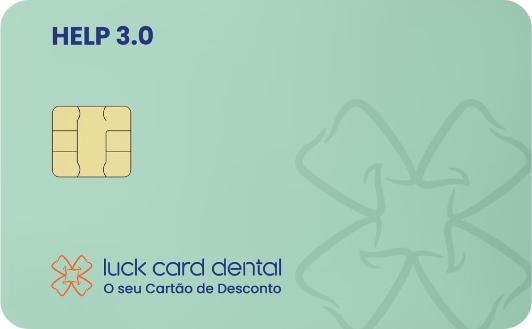 HELP 3.0
luck card dental
O seu Cartão de Desconto